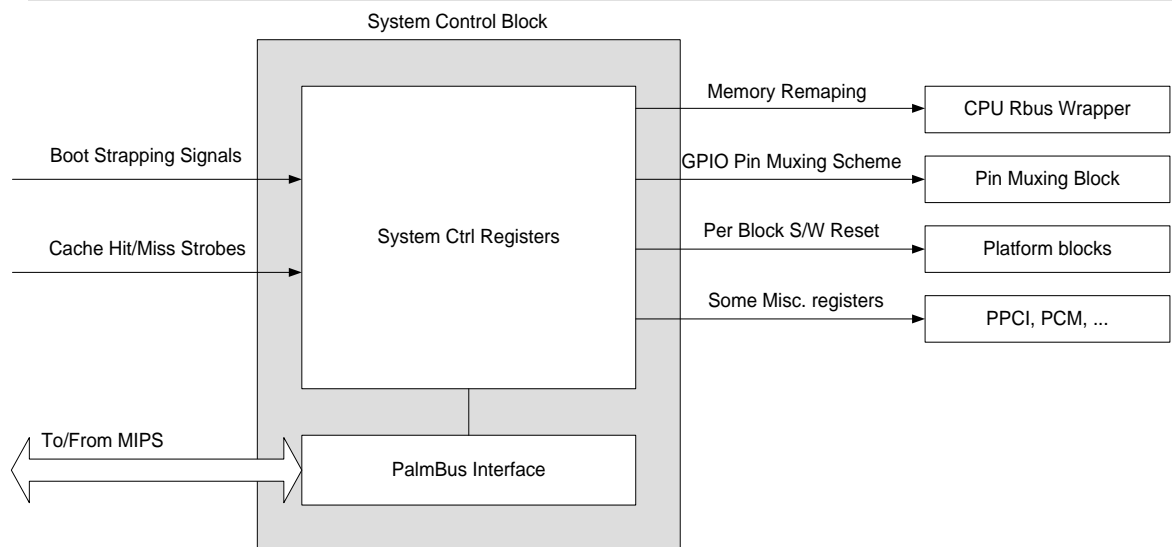 System Control Block
Memory Remaping
CPU Rbus Wrapper
Boot Strapping Signals
GPIO Pin Muxing Scheme
Pin Muxing Block
Cache Hit/Miss Strobes
System Ctrl Registers
Per Block S/W Reset
Platform blocks
Some Misc. registers
PPCI, PCM, ...
To/From MIPS
PalmBus Interface